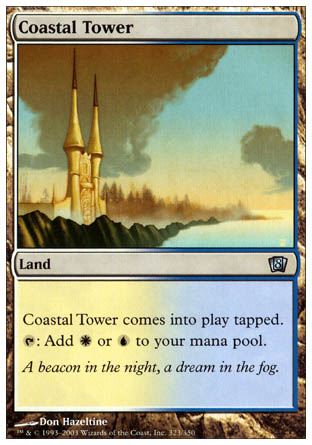 Coastal Tower
Land
Coastal Tower comes into play tapped.
: Add or to your mana pool.
A beacon in the night, a dream in the fog.
Don Hazeltine
™ & © 1993–2003 Wizards of the Coast, Inc. 323/350